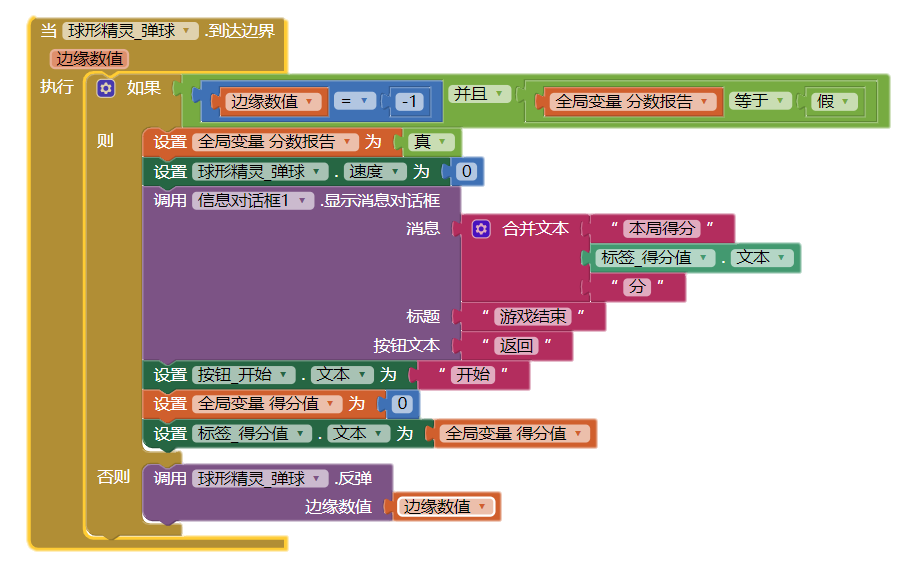 当 球形精灵_弹球 .到达边界
边缘数值
执行 如果 边缘数值 = -1 并且 全局变量 分数报告 等于 假
则 设置 全局变量 分数报告 为 真
设置 球形精灵_弹球 . 速度 为 0
调用 信息对话框1 .显示消息对话框
消息 合并文本 “ 本局得分 ”
标签_得分值 . 文本
“ 分 ”
标题 “ 游戏结束 ”
按钮文本 “ 返回 ”
设置 按钮_开始 . 文本 为 “ 开始 ”
设置 全局变量 得分值 为 0
设置 标签_得分值 . 文本 为 全局变量 得分值
否则 调用 球形精灵_弹球 .反弹
边缘数值 边缘数值